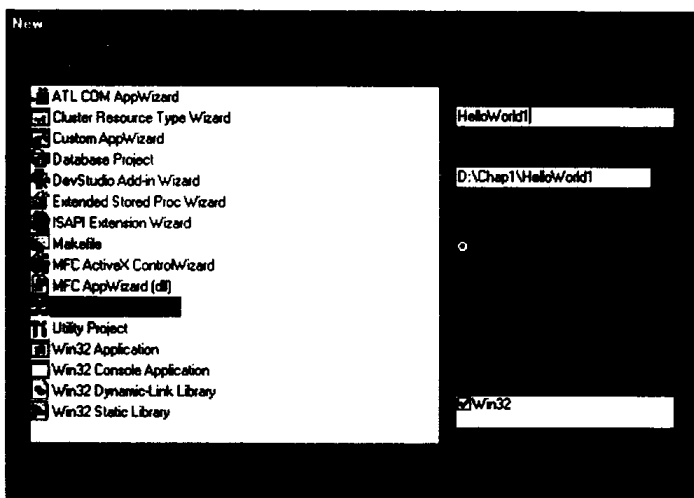 New
ATL COM AppWizard
Cluster Resource Type Wizard
Custom AppWizard
Database Project
DevStudio Add-in Wizard
Extended Stored Proc Wizard
ISAPI Extension Wizard
Makefile
MFC ActiveX ControlWizard
MFC AppWizard (dll)
Utility Project
Win32 Application
Win32 Console Application
Win32 Dynamic-Link Library
Win32 Static Library
HelloWorld1
D:\Chap1\HelloWorld1
Win32